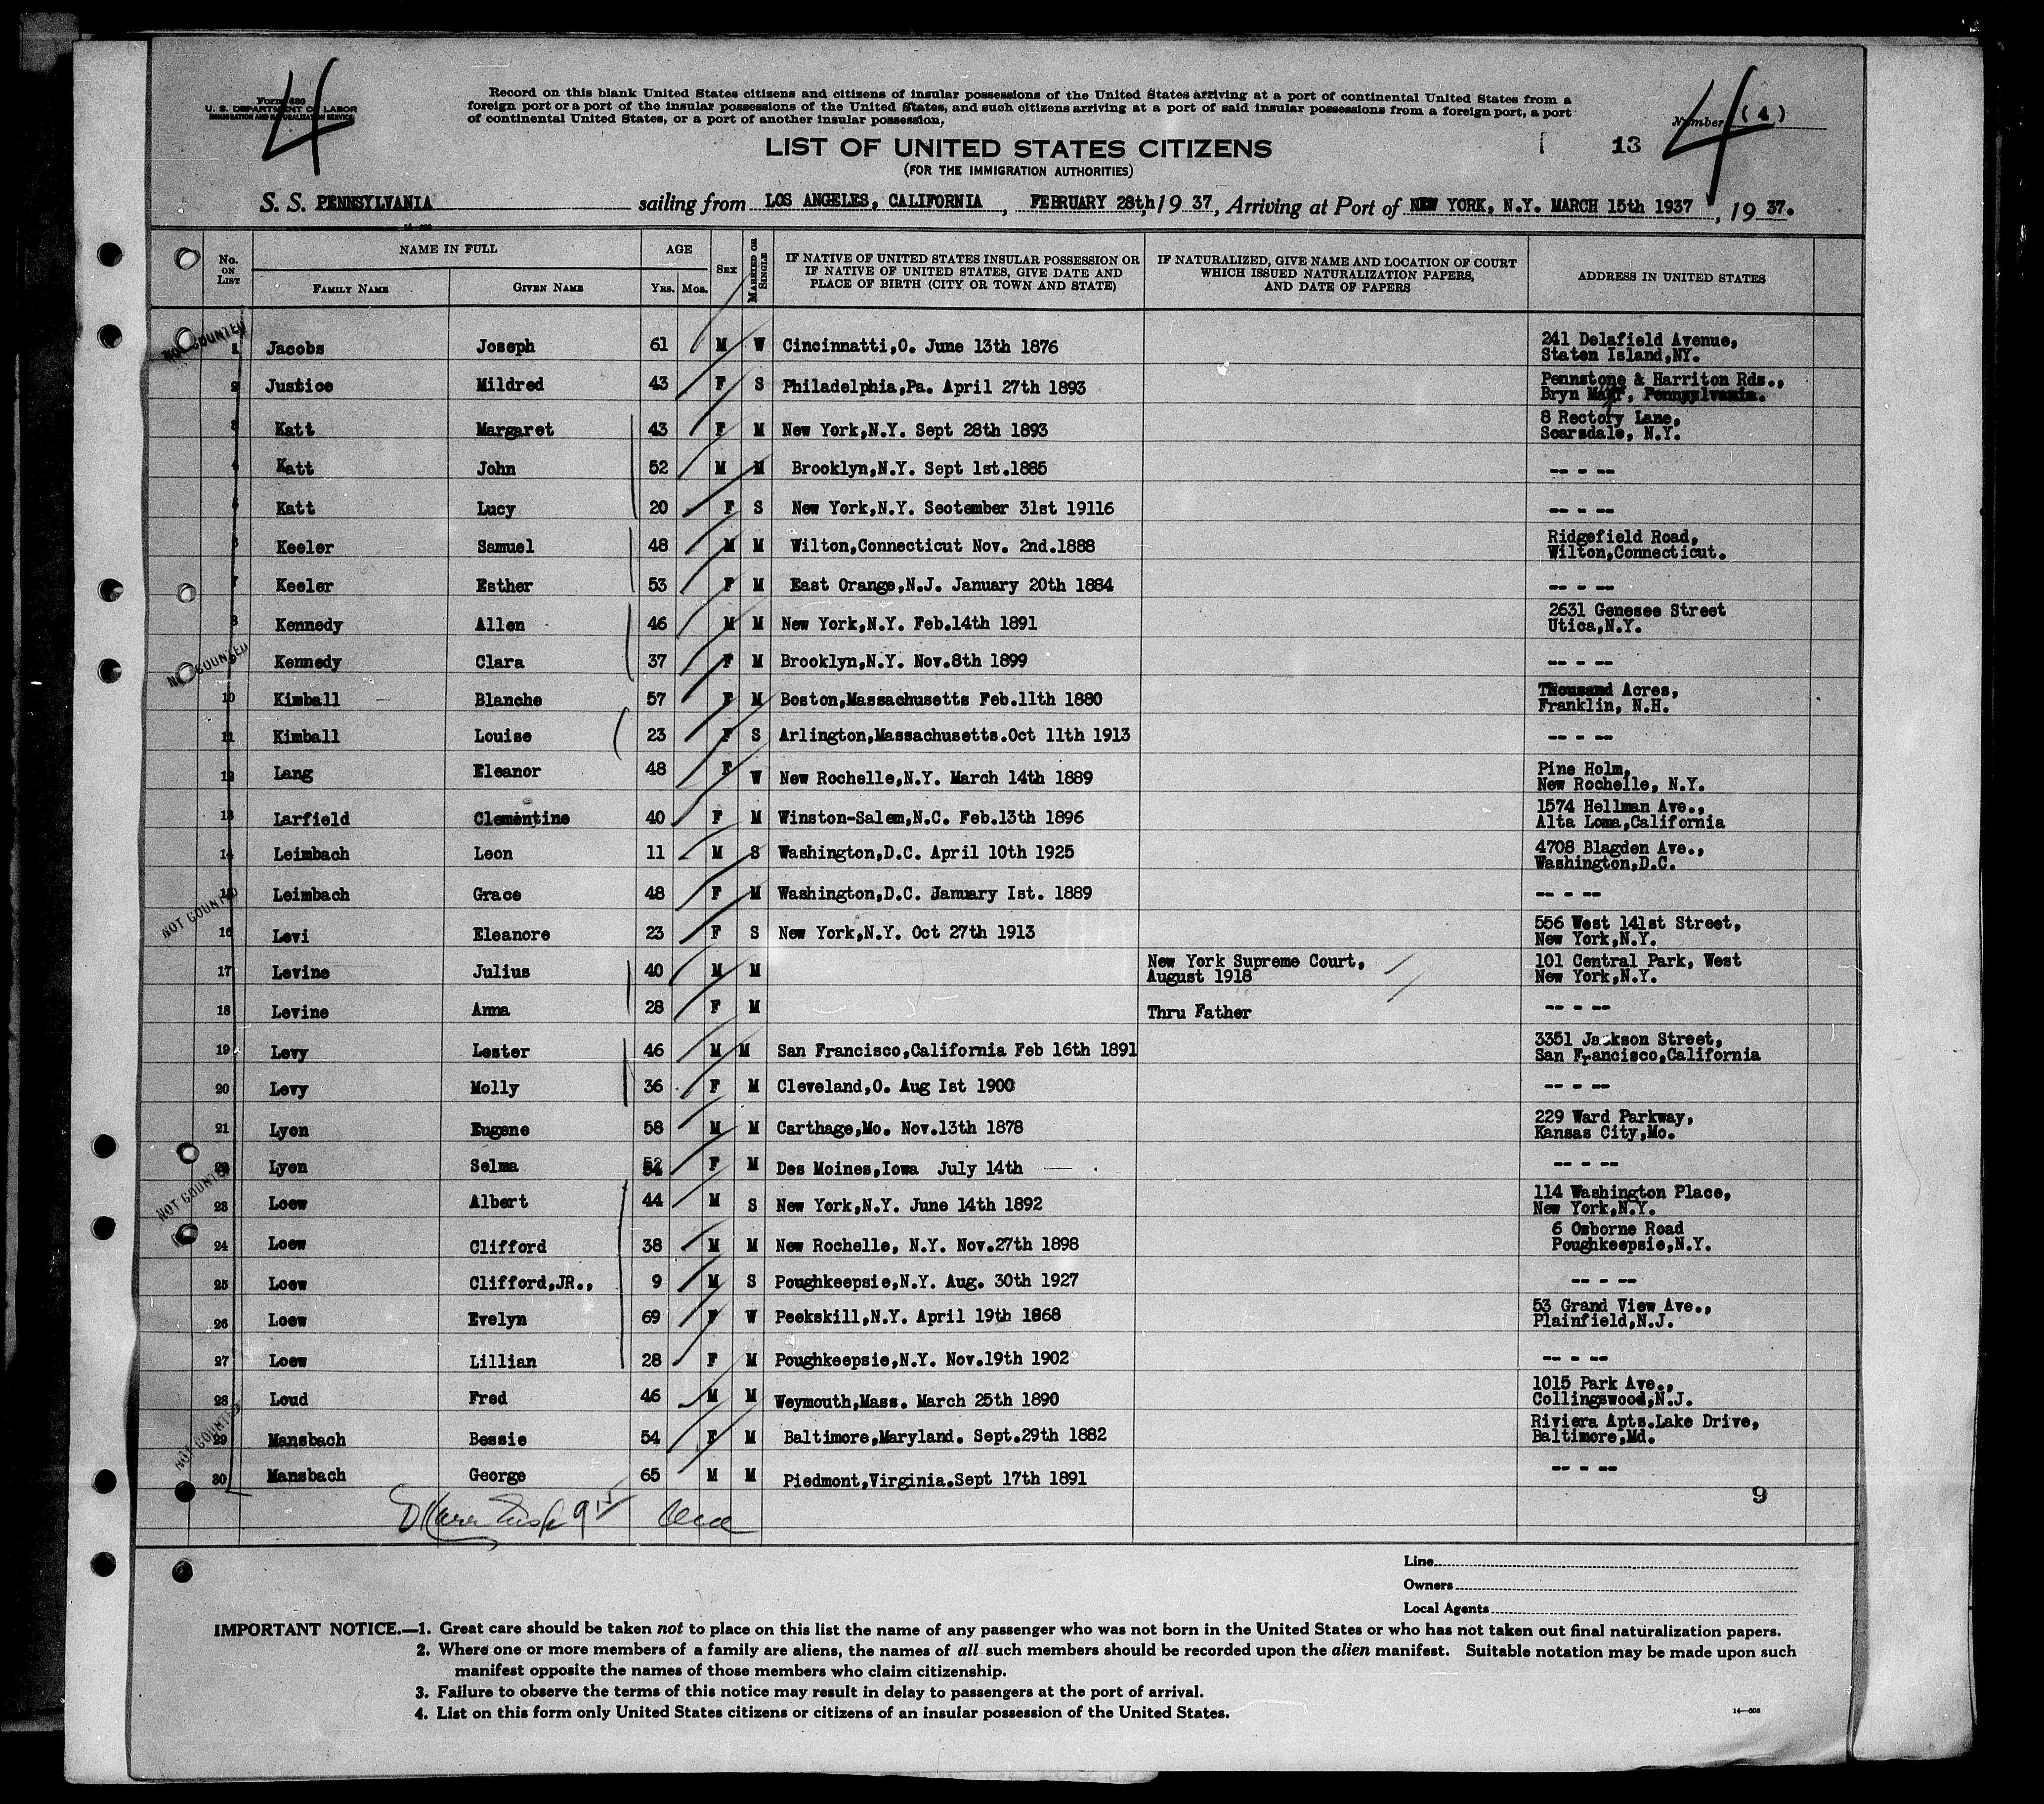 4
Form 630
U. S. DEPARTMENT OF LABOR
IMMIGRATION AND NATURALIZATION SERVICE
Record on this blank United States citizens and citizens of insular possessions of the United States arriving at a port of continental United States from a
foreign port or a port of the insular possessions of the United States, and such citizens arriving at a port of said insular possessions from a foreign port, a port
of continental United States, or a port of another insular possession,
Number (4)
4
13
LIST OF UNITED STATES CITIZENS
(FOR THE IMMIGRATION AUTHORITIES)
S. S. PENNSYLVANIA sailing from LOS ANGELES, CALIFORNIA, FEBRUARY 28th, 19 37, Arriving at Port of NEW YORK, N.Y. MARCH 15th 1937, 19 37.
No. ON LIST
NAME IN FULL
FAMILY NAME
GIVEN NAME
AGE
YRS. MOS.
SEX
MARRIED OR SINGLE
IF NATIVE OF UNITED STATES INSULAR POSSESSION OR
IF NATIVE OF UNITED STATES, GIVE DATE AND
PLACE OF BIRTH (CITY OR TOWN AND STATE)
IF NATURALIZED, GIVE NAME AND LOCATION OF COURT
WHICH ISSUED NATURALIZATION PAPERS,
AND DATE OF PAPERS
ADDRESS IN UNITED STATES
NOT COUNTED
1 Jacobs Joseph 61 M W Cincinnatti,O. June 13th 1876 241 Delafield Avenue,
Staten Island,NY.
2 Justice Mildred 43 F S Philadelphia,Pa. April 27th 1893 Pennstone & Harriton Rds.,
Bryn Mawr, Pennsylvania.
3 Katt Margaret 43 F M New York,N.Y. Sept 28th 1893 8 Rectory Lane,
Scarsdale, N.Y.
4 Katt John 52 M M Brooklyn,N.Y. Sept 1st.1885 -- - --
5 Katt Lucy 20 F S New York,N.Y. Seotember 31st 19116 -- - --
6 Keeler Samuel 48 M M Wilton,Connecticut Nov. 2nd.1888 Ridgefield Road,
Wilton,Connecticut.
7 Keeler Esther 53 F M East Orange,N.J. January 20th 1884 -- - --
8 Kennedy Allen 46 M M New York,N.Y. Feb.14th 1891 2631 Genesee Street
Utica,N.Y.
NOT COUNTED
9 Kennedy Clara 37 F M Brooklyn,N.Y. Nov.8th 1899 -- - --
10 Kimball Blanche 57 F M Boston,Massachusetts Feb.11th 1880 Thousand Acres,
Franklin, N.H.
11 Kimball Louise 23 F S Arlington,Massachusetts.Oct 11th 1913 -- - --
12 Lang Eleanor 48 F W New Rochelle,N.Y. March 14th 1889 Pine Holm,
New Rochelle, N.Y.
13 Larfield Clementine 40 F M Winston-Salem,N.C. Feb.13th 1896 1574 Hellman Ave.,
Alta Loma,California
14 Leimbach Leon 11 M S Washington,D.C. April 10th 1925 4708 Blagden Ave.,
Washington,D.C.
15 Leimbach Grace 48 F M Washington,D.C. January Ist. 1889 -- - --
NOT COUNTED
16 Levi Eleanore 23 F S New York,N.Y. Oct 27th 1913 556 West 141st Street,
New York,N.Y.
17 Levine Julius 40 M M New York Supreme Court, 101 Central Park, West
August 1918 New York,N.Y.
18 Levine Anna 28 F M Thru Father -- - --
19 Levy Lester 46 M M San Francisco,California Feb 16th 1891 3351 Jackson Street,
San Francisco,California
20 Levy Molly 36 F M Cleveland,O. Aug Ist 1900 -- - --
21 Lyon Eugene 58 M M Carthage,Mo. Nov.13th 1878 229 Ward Parkway,
Kansas City,Mo.
22 Lyon Selma F M Des Moines,Iowa July 14th -- - --
NOT COUNTED
23 Loew Albert 44 M S New York,N.Y. June 14th 1892 114 Washington Place,
New York,N.Y.
24 Loew Clifford 38 M M New Rochelle, N.Y. Nov.27th 1898 6 Osborne Road
Poughkeepsie,N.Y.
25 Loew Clifford,JR., 9 M S Poughkeepsie,N.Y. Aug. 30th 1927 -- - --
26 Loew Evelyn 69 F W Peekskill,N.Y. April 19th 1868 53 Grand View Ave.,
Plainfield,N.J.
27 Loew Lillian 28 F M Poughkeepsie,N.Y. Nov.19th 1902 -- - --
28 Loud Fred 46 M M Weymouth,Mass. March 25th 1890 1015 Park Ave.,
Collingswood,N.J.
NOT COUNTED
29 Mansbach Bessie 54 F M Baltimore,Maryland. Sept.29th 1882 Riviera Apts.Lake Drive,
Baltimore,Md.
30 Mansbach George 65 M M Piedmont,Virginia.Sept 17th 1891 -- - --
9
Line
Owners
Local Agents
IMPORTANT NOTICE.—1. Great care should be taken not to place on this list the name of any passenger who was not born in the United States or who has not taken out final naturalization papers.
2. Where one or more members of a family are aliens, the names of all such members should be recorded upon the alien manifest. Suitable notation may be made upon such
manifest opposite the names of those members who claim citizenship.
3. Failure to observe the terms of this notice may result in delay to passengers at the port of arrival.
4. List on this form only United States citizens or citizens of an insular possession of the United States.
14—608